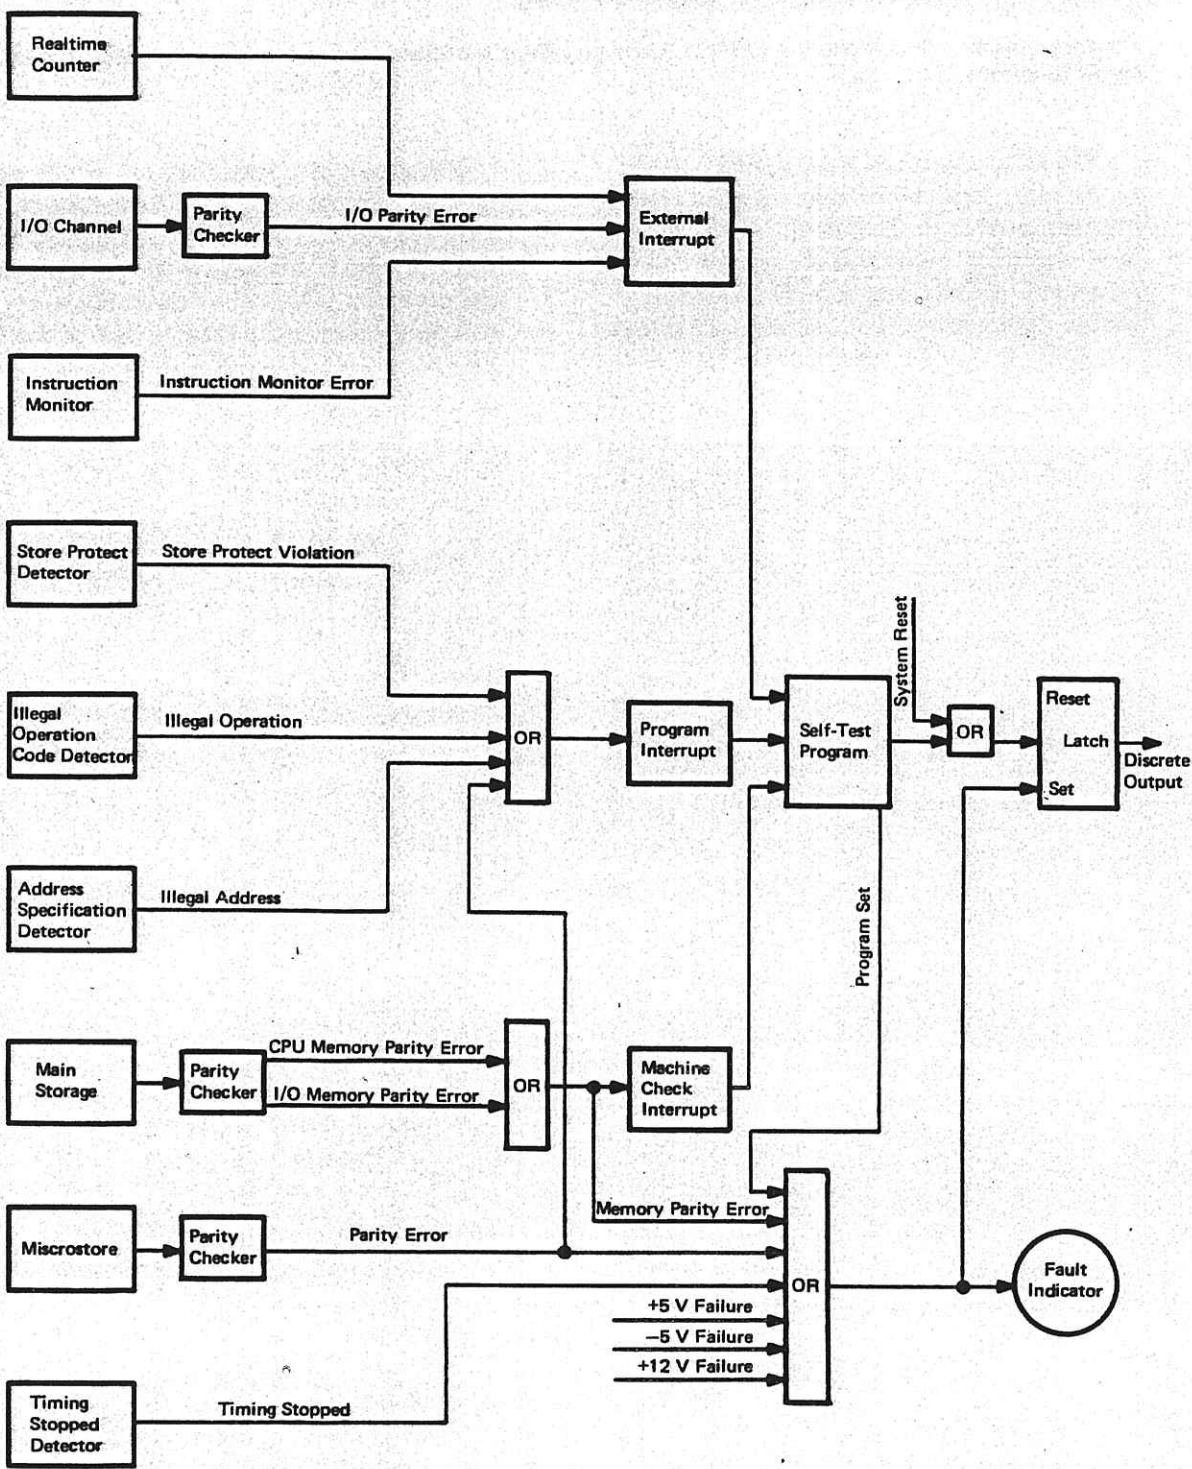 Realtime
Counter
I/O Channel
Parity
Checker
I/O Parity Error
External
Interrupt
Instruction
Monitor
Instruction Monitor Error
Store Protect
Detector
Store Protect Violation
Illegal
Operation
Code Detector
Illegal Operation
OR
Program
Interrupt
Self-Test
Program
System Reset
OR
Reset
Latch
Set
Discrete
Output
Address
Specification
Detector
Illegal Address
Program Set
Main
Storage
Parity
Checker
CPU Memory Parity Error
I/O Memory Parity Error
OR
Machine
Check
Interrupt
Memory Parity Error
Miscrostore
Parity
Checker
Parity Error
OR
+5 V Failure
−5 V Failure
+12 V Failure
Fault
Indicator
Timing
Stopped
Detector
Timing Stopped